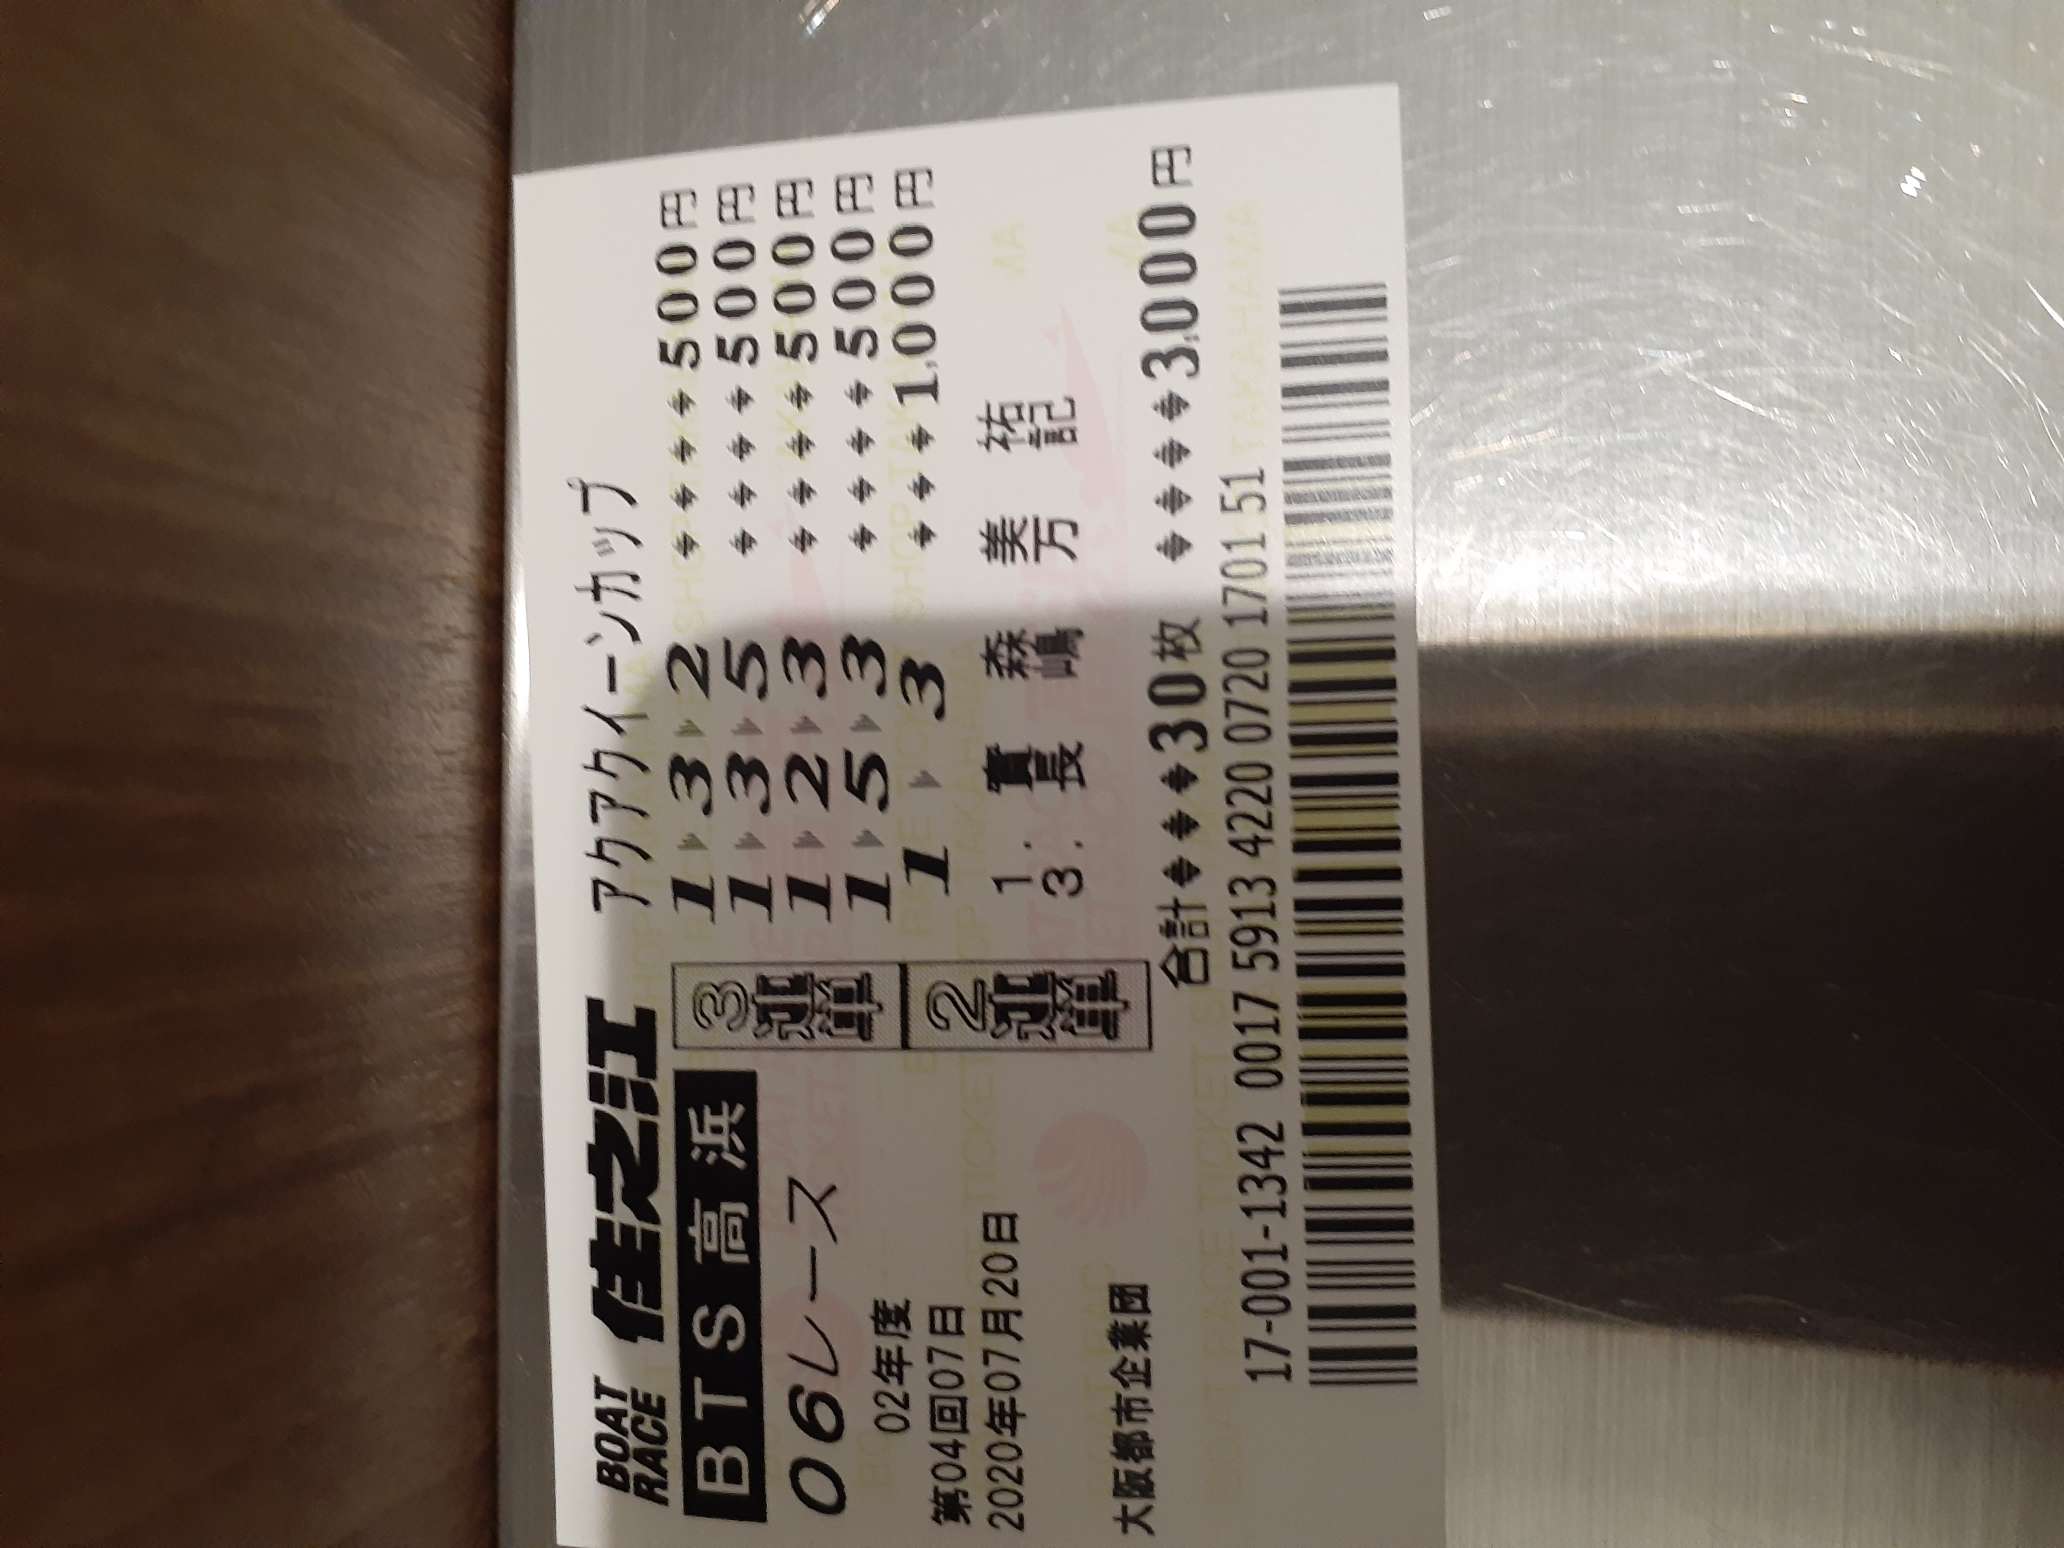 BOAT RACE 住之江 アクアクイーンカップ
BTS高浜
06レース
02年度
第04回07日
2020年07月20日
大阪都市企業団
3連単
1▶3▶2 ◆◆◆◆500円
1▶3▶5 ◆◆◆◆500円
1▶2▶3 ◆◆◆◆500円
1▶5▶3 ◆◆◆◆500円
2連単
1▶3 ◆◆◆1,000円
1: 實森 美祐
3: 長嶋 万記
合計◆◆◆◆30枚 ◆◆◆◆3,000円
17-001-1342 0017 5913 4220 0720 1701 51